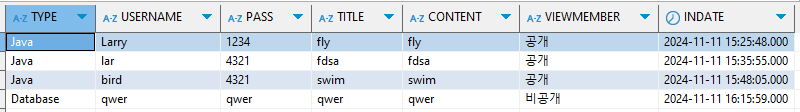 A-Z TYPE A-Z USERNAME A-Z PASS A-Z TITLE A-Z CONTENT A-Z VIEWMEMBER INDATE
Java Larry 1234 fly fly 공개 2024-11-11 15:25:48.000
Java lar 4321 fdsa fdsa 공개 2024-11-11 15:35:55.000
Java bird 4321 swim swim 공개 2024-11-11 15:48:05.000
Database qwer qwer qwer qwer 비공개 2024-11-11 16:15:59.000